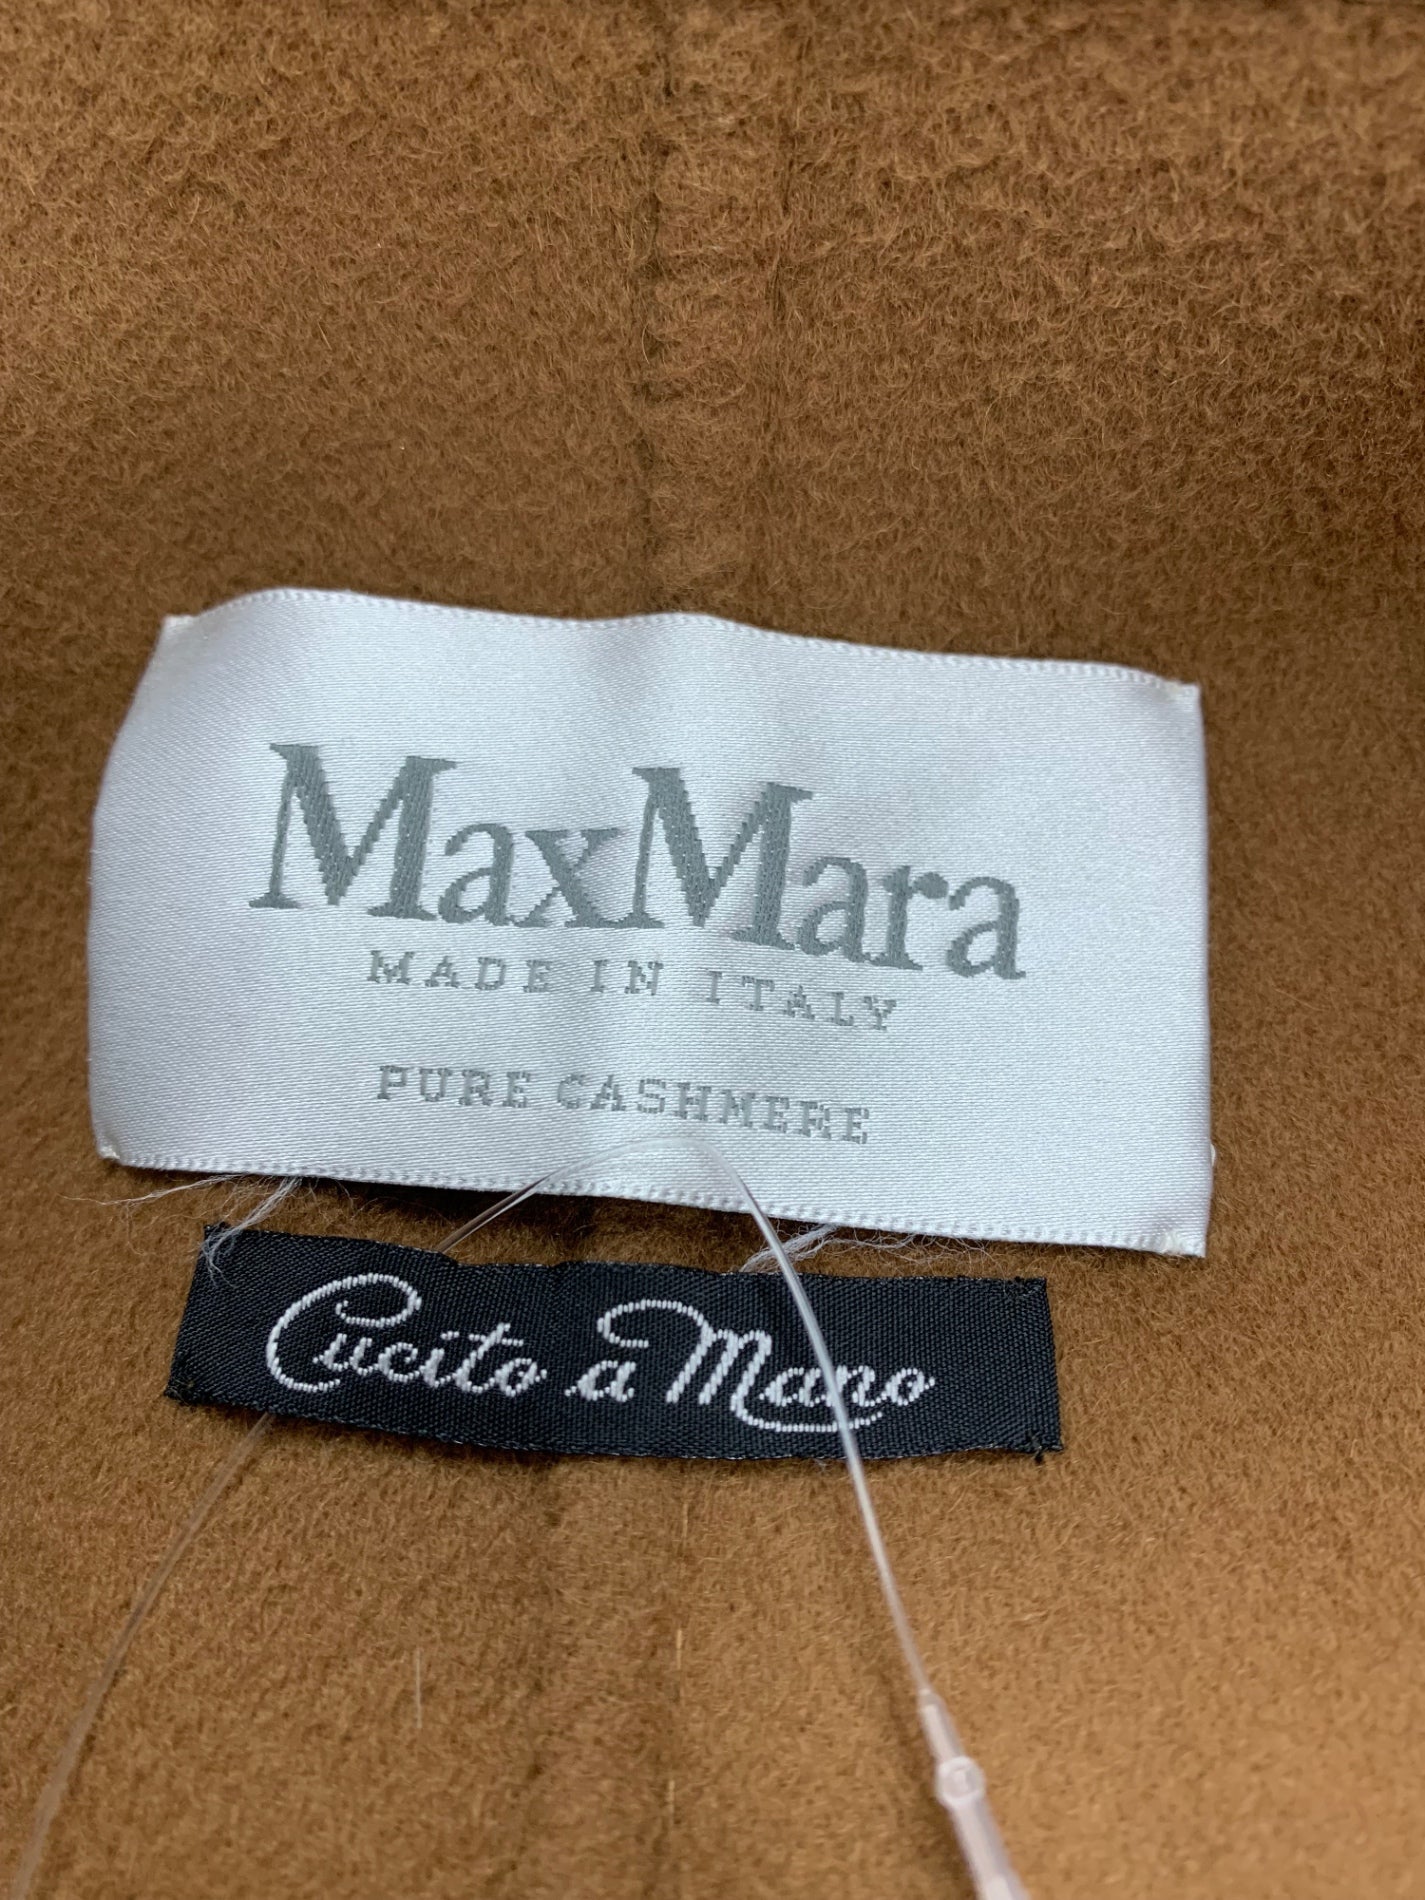 MaxMara
MADE IN ITALY
PURE CASHMERE
Cucito a Mano